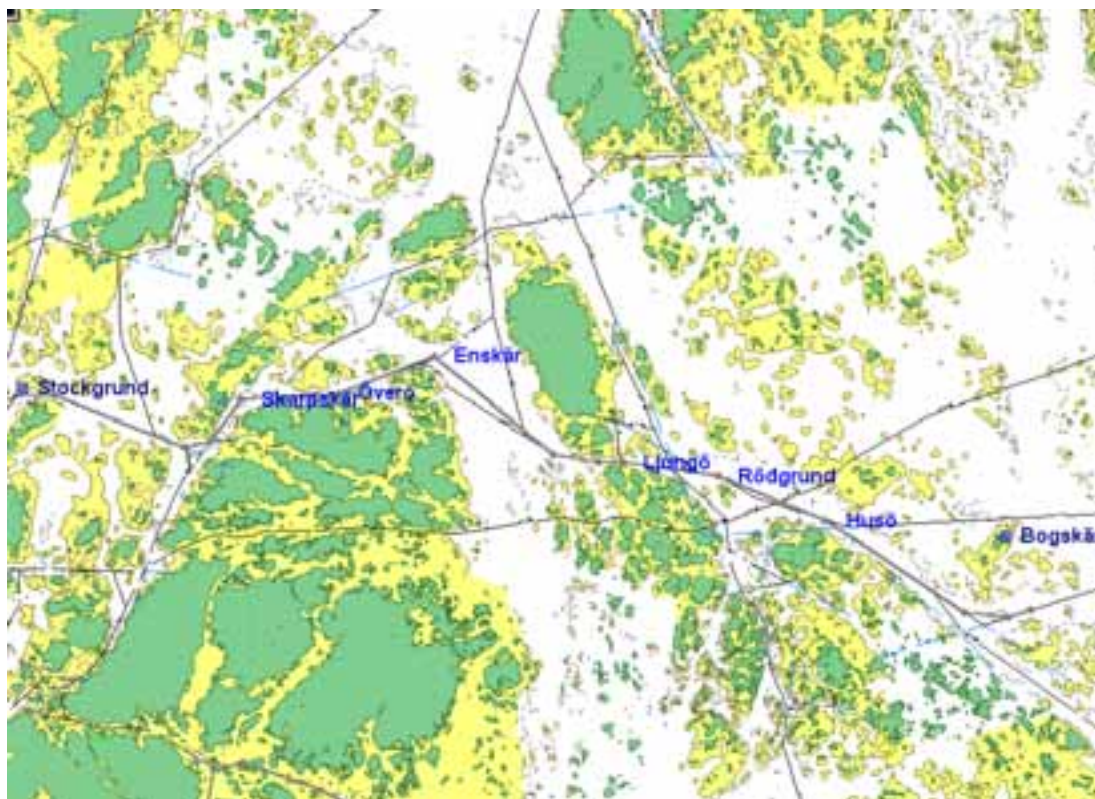 Enskär
Stockgrund
Skarpskär
Överö
Ljungö
Rödgrund
Husö
Bogskä